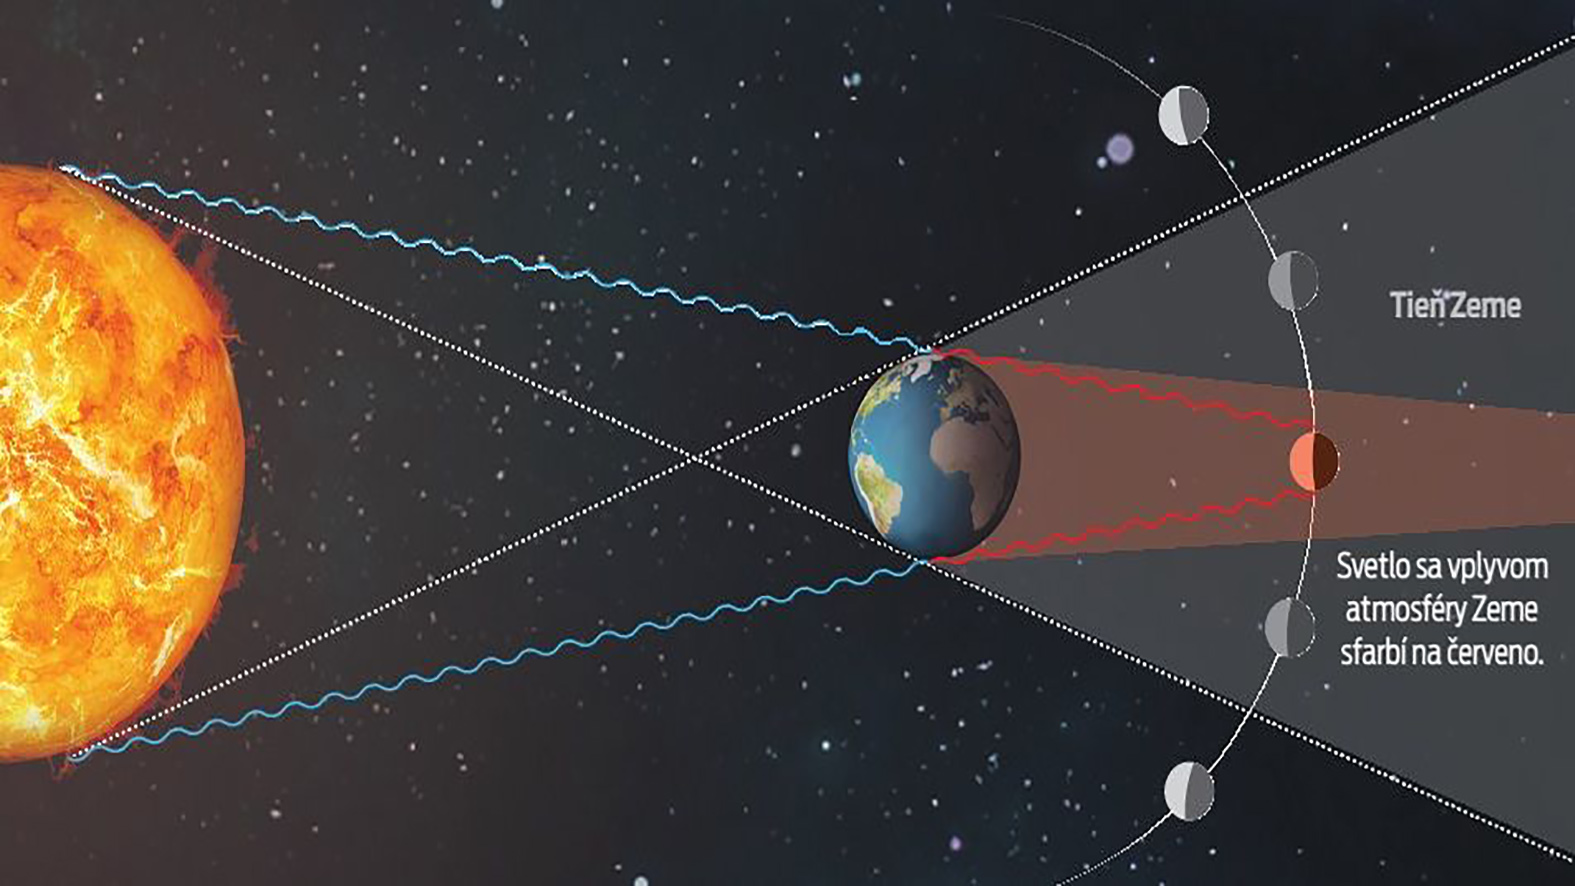 Tieň Zeme
Svetlo sa vplyvom
atmosféry Zeme
sfarbí na červeno.